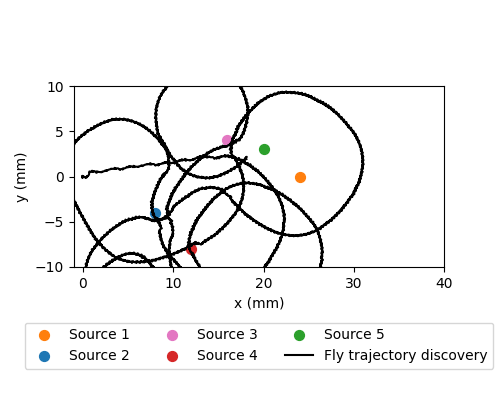 10
5
0
−5
−10
y (mm)
0 10 20 30 40
x (mm)
Source 1 Source 3 Source 5
Source 2 Source 4 Fly trajectory discovery